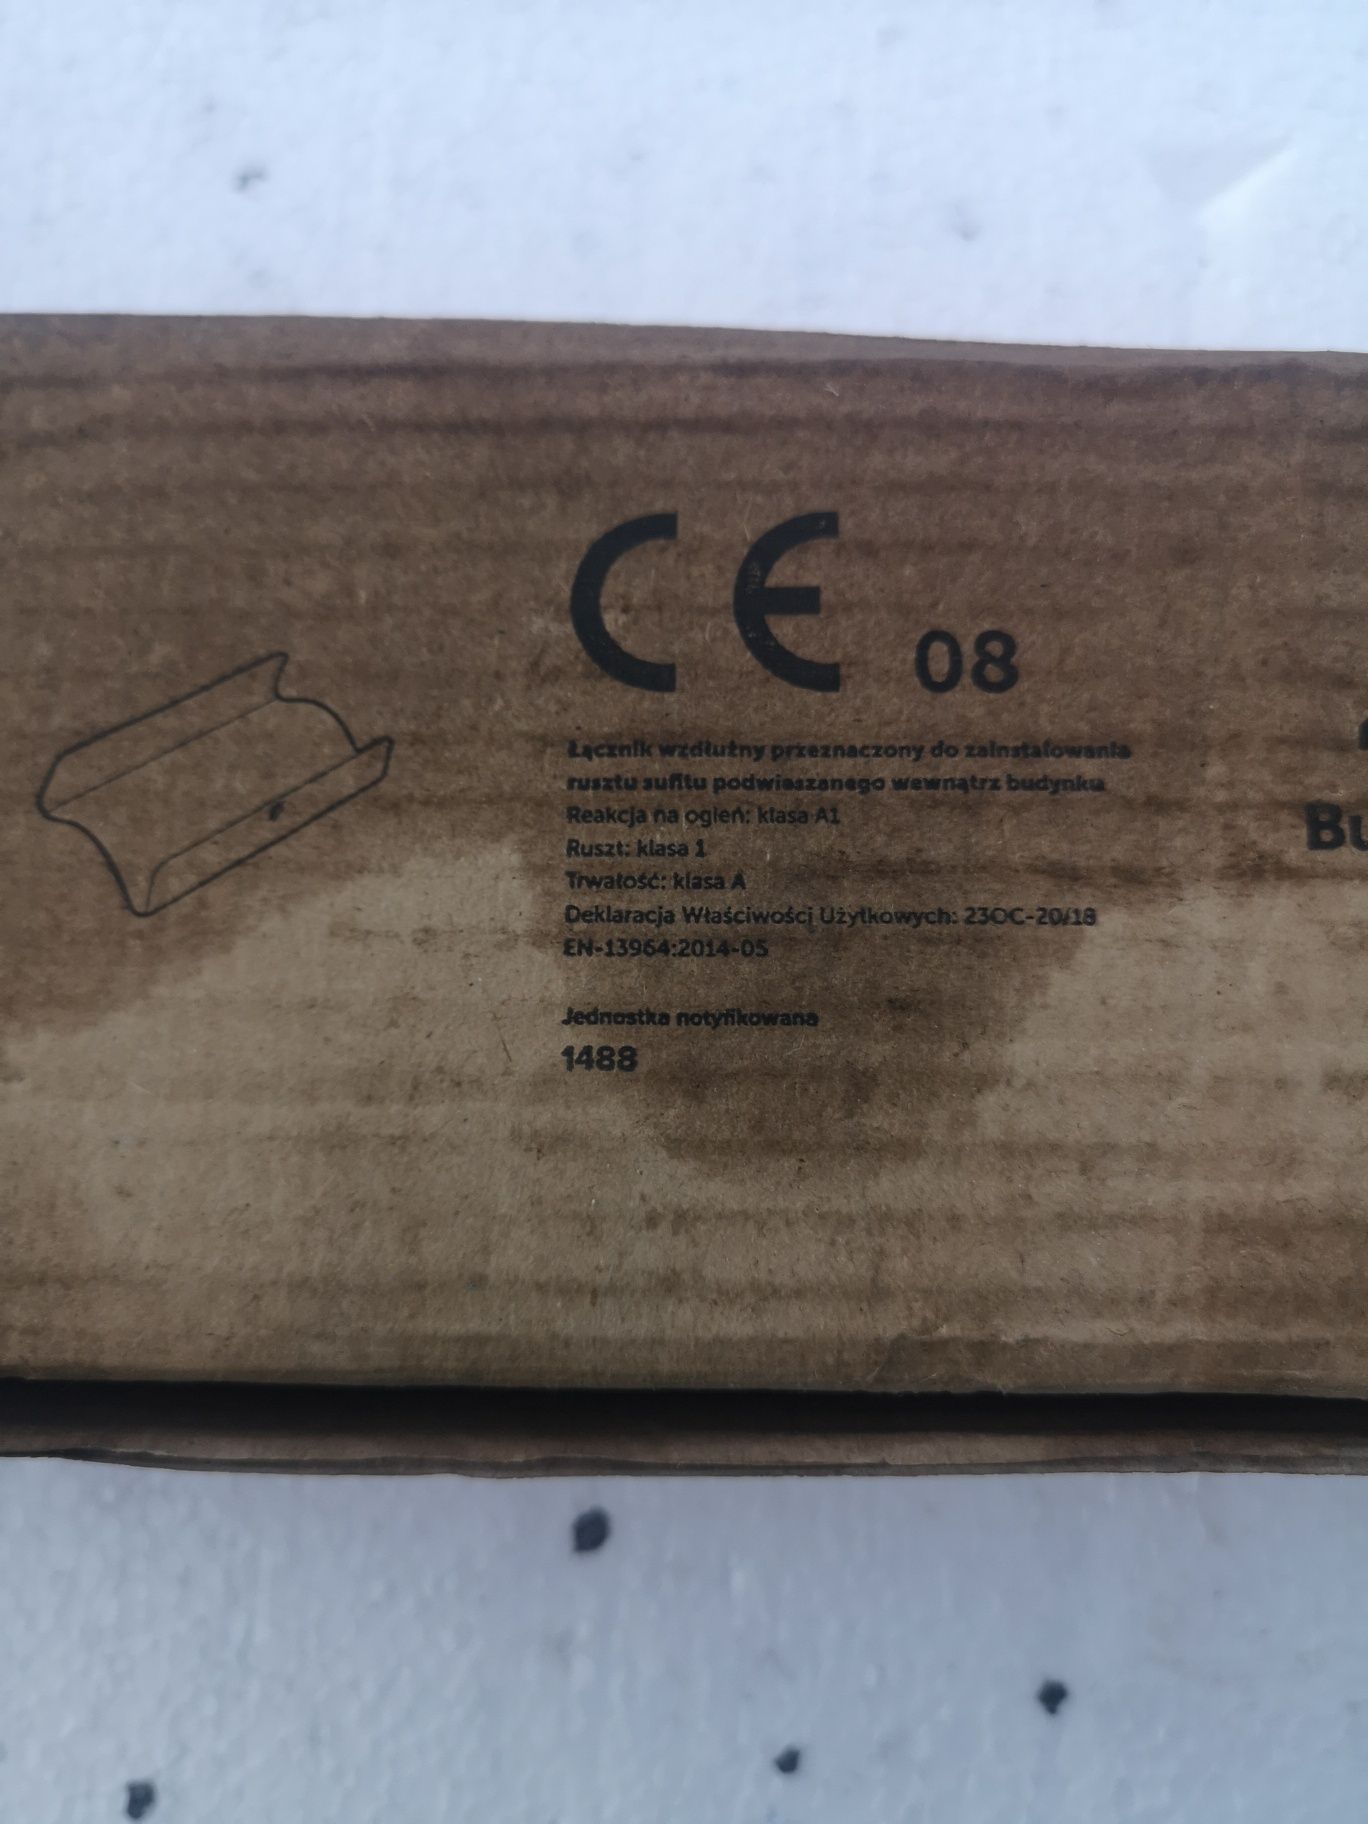 CE 08
Łącznik wzdłużny przeznaczony do zainstalowania
rusztu sufitu podwieszanego wewnątrz budynku
Reakcja na ogień: klasa A1
Ruszt: klasa 1
Trwałość: klasa A
Deklaracja Właściwości Użytkowych: 23OC-20/18
EN-13964:2014-05
Jednostka notyfikowana
1488
Bu